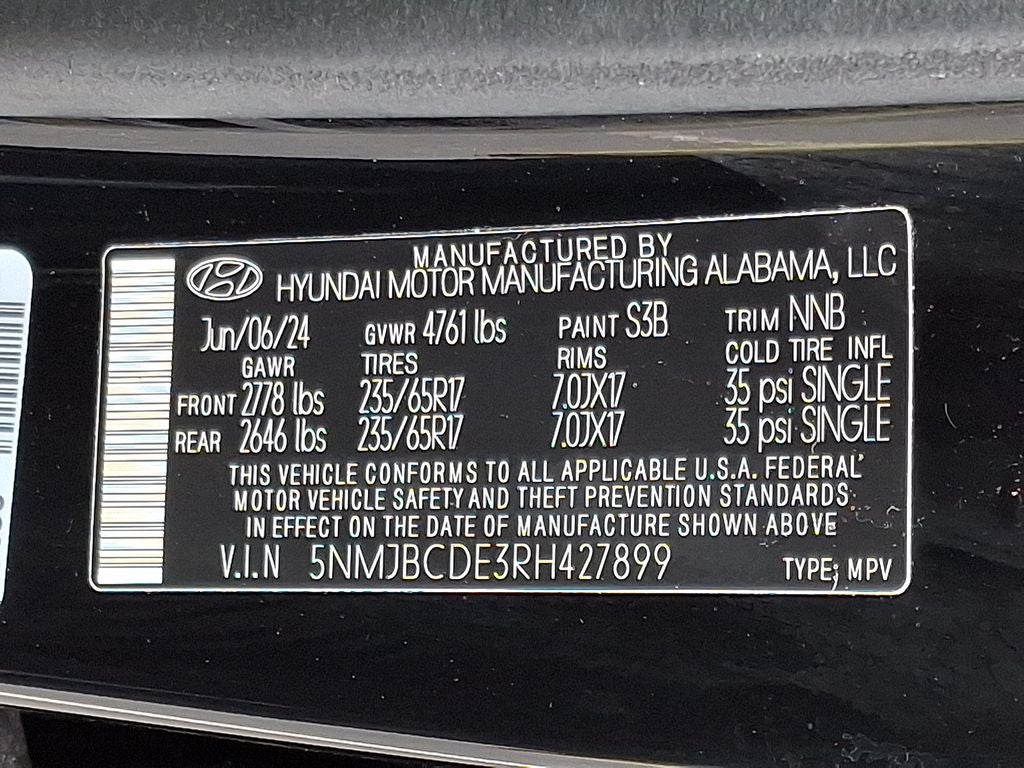 MANUFACTURED BY
HYUNDAI MOTOR MANUFACTURING ALABAMA, LLC
Jun/06/24 GVWR 4761 lbs PAINT S3B TRIM NNB
GAWR TIRES RIMS COLD TIRE INFL
FRONT 2778 lbs 235/65R17 7.0JX17 35 psi SINGLE
REAR 2646 lbs 235/65R17 7.0JX17 35 psi SINGLE
THIS VEHICLE CONFORMS TO ALL APPLICABLE U.S.A. FEDERAL
MOTOR VEHICLE SAFETY AND THEFT PREVENTION STANDARDS
IN EFFECT ON THE DATE OF MANUFACTURE SHOWN ABOVE
V.I.N 5NMJBCDE3RH427899 TYPE; MPV